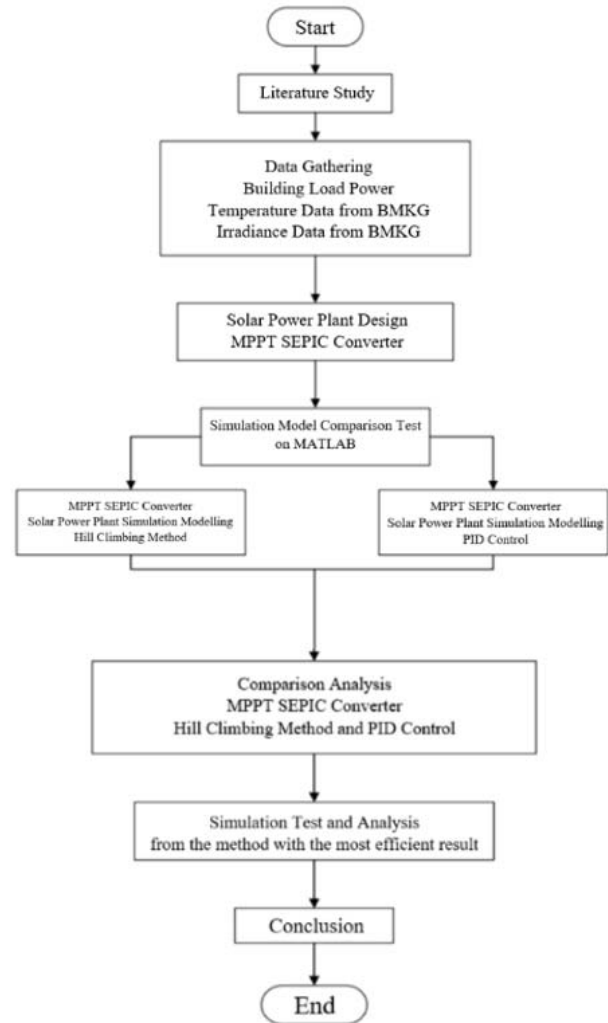 Start
Literature Study
Data Gathering
Building Load Power
Temperature Data from BMKG
Irradiance Data from BMKG
Solar Power Plant Design
MPPT SEPIC Converter
Simulation Model Comparison Test
on MATLAB
MPPT SEPIC Converter
Solar Power Plant Simulation Modelling
Hill Climbing Method
MPPT SEPIC Converter
Solar Power Plant Simulation Modelling
PID Control
Comparison Analysis
MPPT SEPIC Converter
Hill Climbing Method and PID Control
Simulation Test and Analysis
from the method with the most efficient result
Conclusion
End